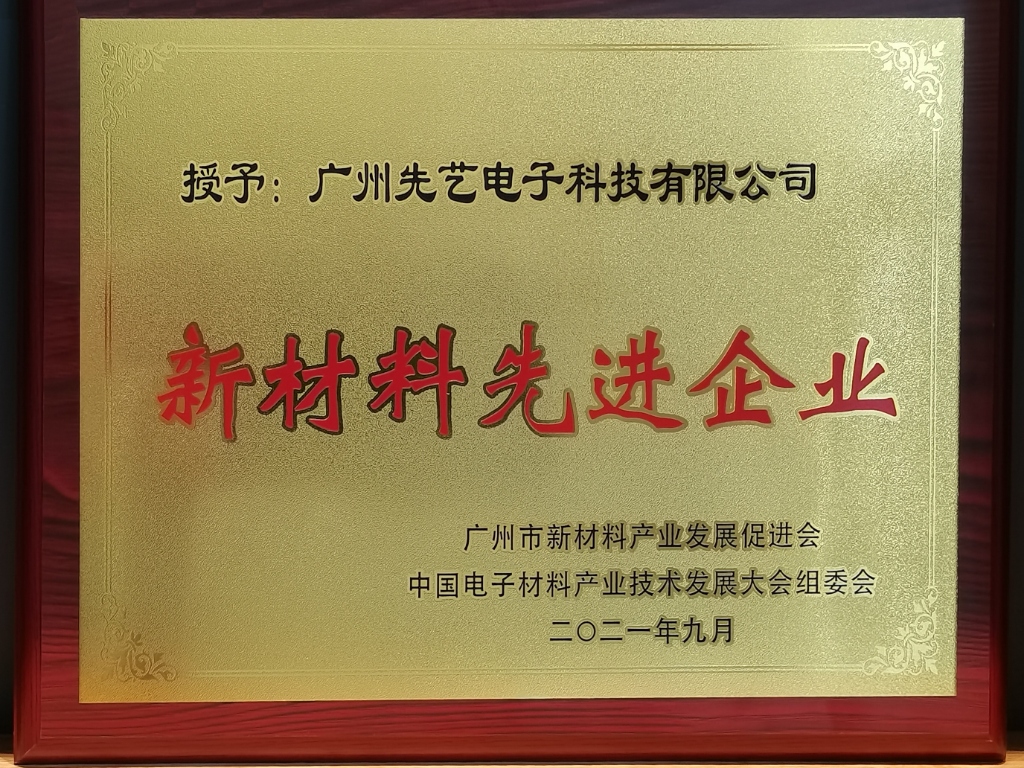 授予：广州先艺电子科技有限公司
新材料先进企业
广州市新材料产业发展促进会
中国电子材料产业技术发展大会组委会
二〇二一年九月